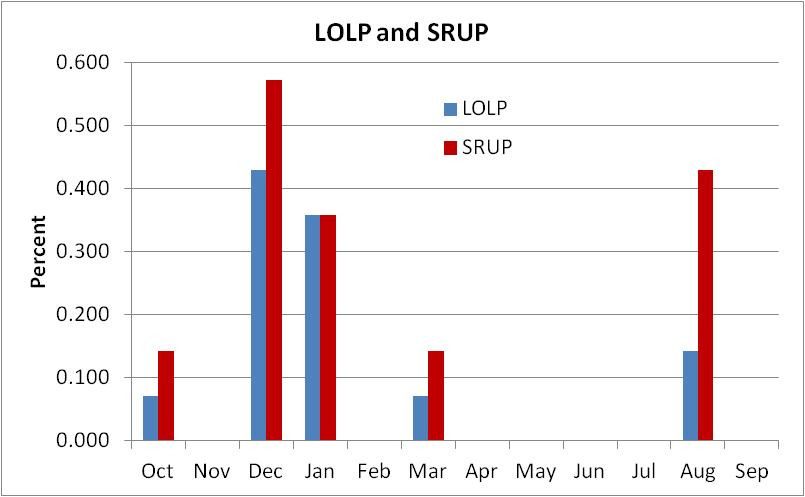 LOLP and SRUP
0.600
0.500
0.400
0.300
0.200
0.100
0.000
Percent
LOLP
SRUP
Oct Nov Dec Jan Feb Mar Apr May Jun Jul Aug Sep